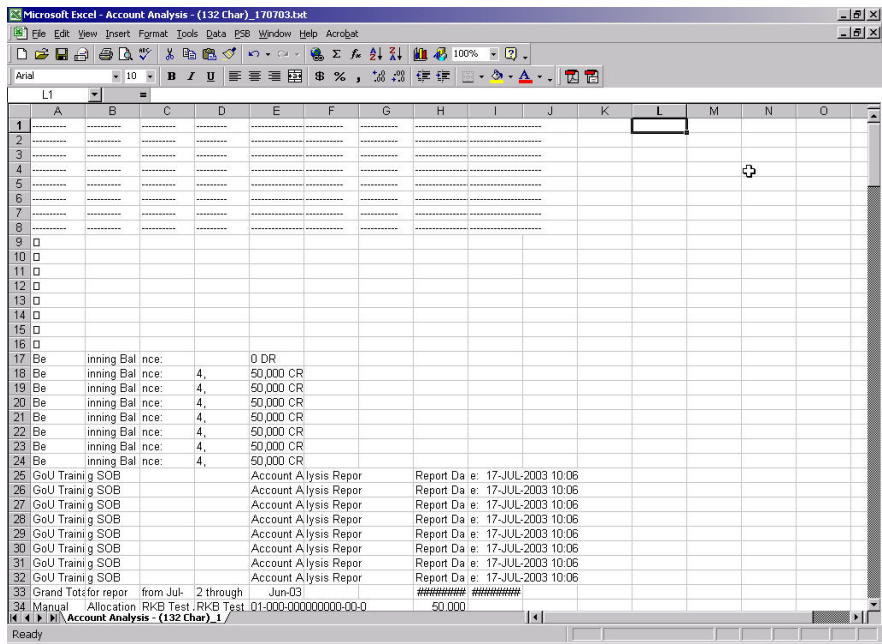 Microsoft Excel - Account Analysis - (132 Char)_170703.txt
File Edit View Insert Format Tools Data PSB Window Help Acrobat
100%
Arial 10 B I U $ % ,
L1 =
A B C D E F G H I J K L M N O
1 ---------- ---------- ---------- --------- --------------- ---------- ---------- --------------- ---------------------
2 ---------- ---------- ---------- --------- --------------- ---------- ---------- --------------- ---------------------
3 ---------- ---------- ---------- --------- --------------- ---------- ---------- --------------- ---------------------
4 ---------- ---------- ---------- --------- --------------- ---------- ---------- --------------- ---------------------
5 ---------- ---------- ---------- --------- --------------- ---------- ---------- --------------- ---------------------
6 ---------- ---------- ---------- --------- --------------- ---------- ---------- --------------- ---------------------
7 ---------- ---------- ---------- --------- --------------- ---------- ---------- --------------- ---------------------
8 ---------- ---------- ---------- --------- --------------- ---------- ---------- --------------- ---------------------
9 □
10 □
11 □
12 □
13 □
14 □
15 □
16 □
17 Be inning Bal nce: 0 DR
18 Be inning Bal nce: 4, 50,000 CR
19 Be inning Bal nce: 4, 50,000 CR
20 Be inning Bal nce: 4, 50,000 CR
21 Be inning Bal nce: 4, 50,000 CR
22 Be inning Bal nce: 4, 50,000 CR
23 Be inning Bal nce: 4, 50,000 CR
24 Be inning Bal nce: 4, 50,000 CR
25 GoU Traini g SOB Account A lysis Repor Report Da e: 17-JUL-2003 10:06
26 GoU Traini g SOB Account A lysis Repor Report Da e: 17-JUL-2003 10:06
27 GoU Traini g SOB Account A lysis Repor Report Da e: 17-JUL-2003 10:06
28 GoU Traini g SOB Account A lysis Repor Report Da e: 17-JUL-2003 10:06
29 GoU Traini g SOB Account A lysis Repor Report Da e: 17-JUL-2003 10:06
30 GoU Traini g SOB Account A lysis Repor Report Da e: 17-JUL-2003 10:06
31 GoU Traini g SOB Account A lysis Repor Report Da e: 17-JUL-2003 10:06
32 GoU Traini g SOB Account A lysis Repor Report Da e: 17-JUL-2003 10:06
33 Grand Tota for repor from Jul- 2 through Jun-03 ######## ########
34 Manual Allocation RKB Test RKB Test 01-000-000000000-00-0 50,000
Account Analysis - (132 Char)_1
Ready